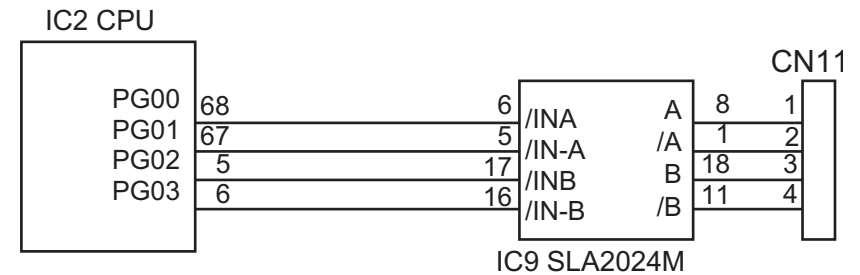 IC2 CPU
CN11
PG00 68 6 /INA A 8 1
PG01 67 5 /IN-A /A 1 2
PG02 5 17 /INB B 18 3
PG03 6 16 /IN-B /B 11 4
IC9 SLA2024M